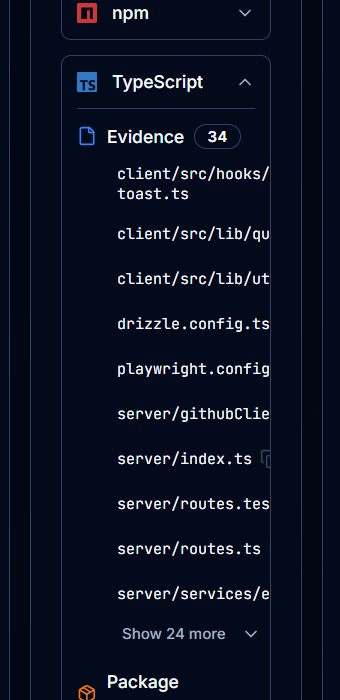 npm
TS TypeScript
Evidence 34
client/src/hooks/
toast.ts
client/src/lib/qu
client/src/lib/ut
drizzle.config.ts
playwright.config
server/githubClie
server/index.ts
server/routes.tes
server/routes.ts
server/services/e
Show 24 more
Package